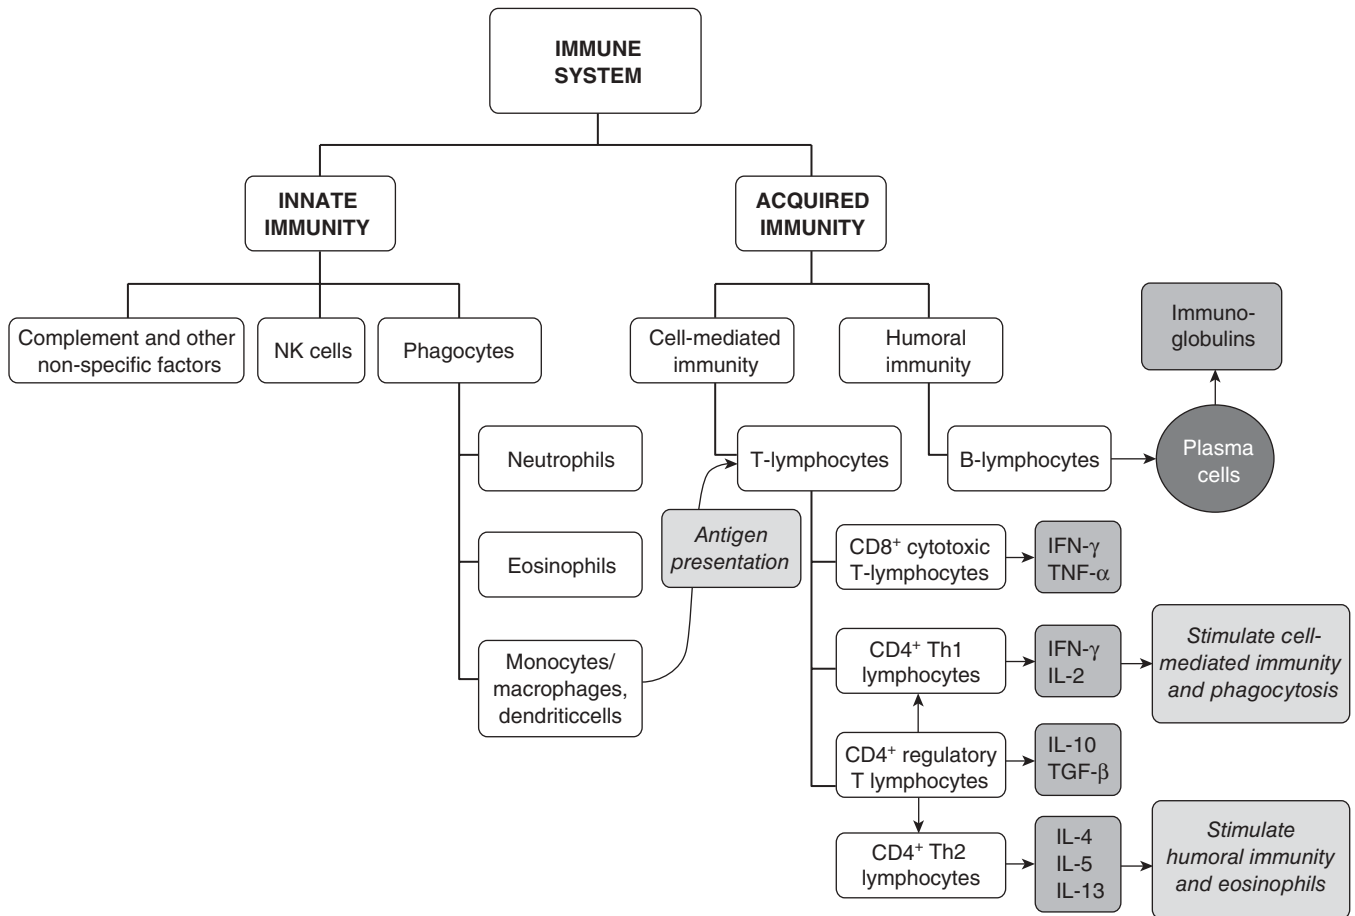 IMMUNE
SYSTEM
INNATE
IMMUNITY
ACQUIRED
IMMUNITY
Complement and other
non-specific factors
NK cells
Phagocytes
Cell-mediated
immunity
Humoral
immunity
Immuno-
globulins
Neutrophils
T-lymphocytes
B-lymphocytes
Plasma
cells
Antigen
presentation
Eosinophils
CD8⁺ cytotoxic
T-lymphocytes
IFN-γ
TNF-α
Monocytes/
macrophages,
dendriticcells
CD4⁺ Th1
lymphocytes
IFN-γ
IL-2
Stimulate cell-
mediated immunity
and phagocytosis
CD4⁺ regulatory
T lymphocytes
IL-10
TGF-β
CD4⁺ Th2
lymphocytes
IL-4
IL-5
IL-13
Stimulate
humoral immunity
and eosinophils